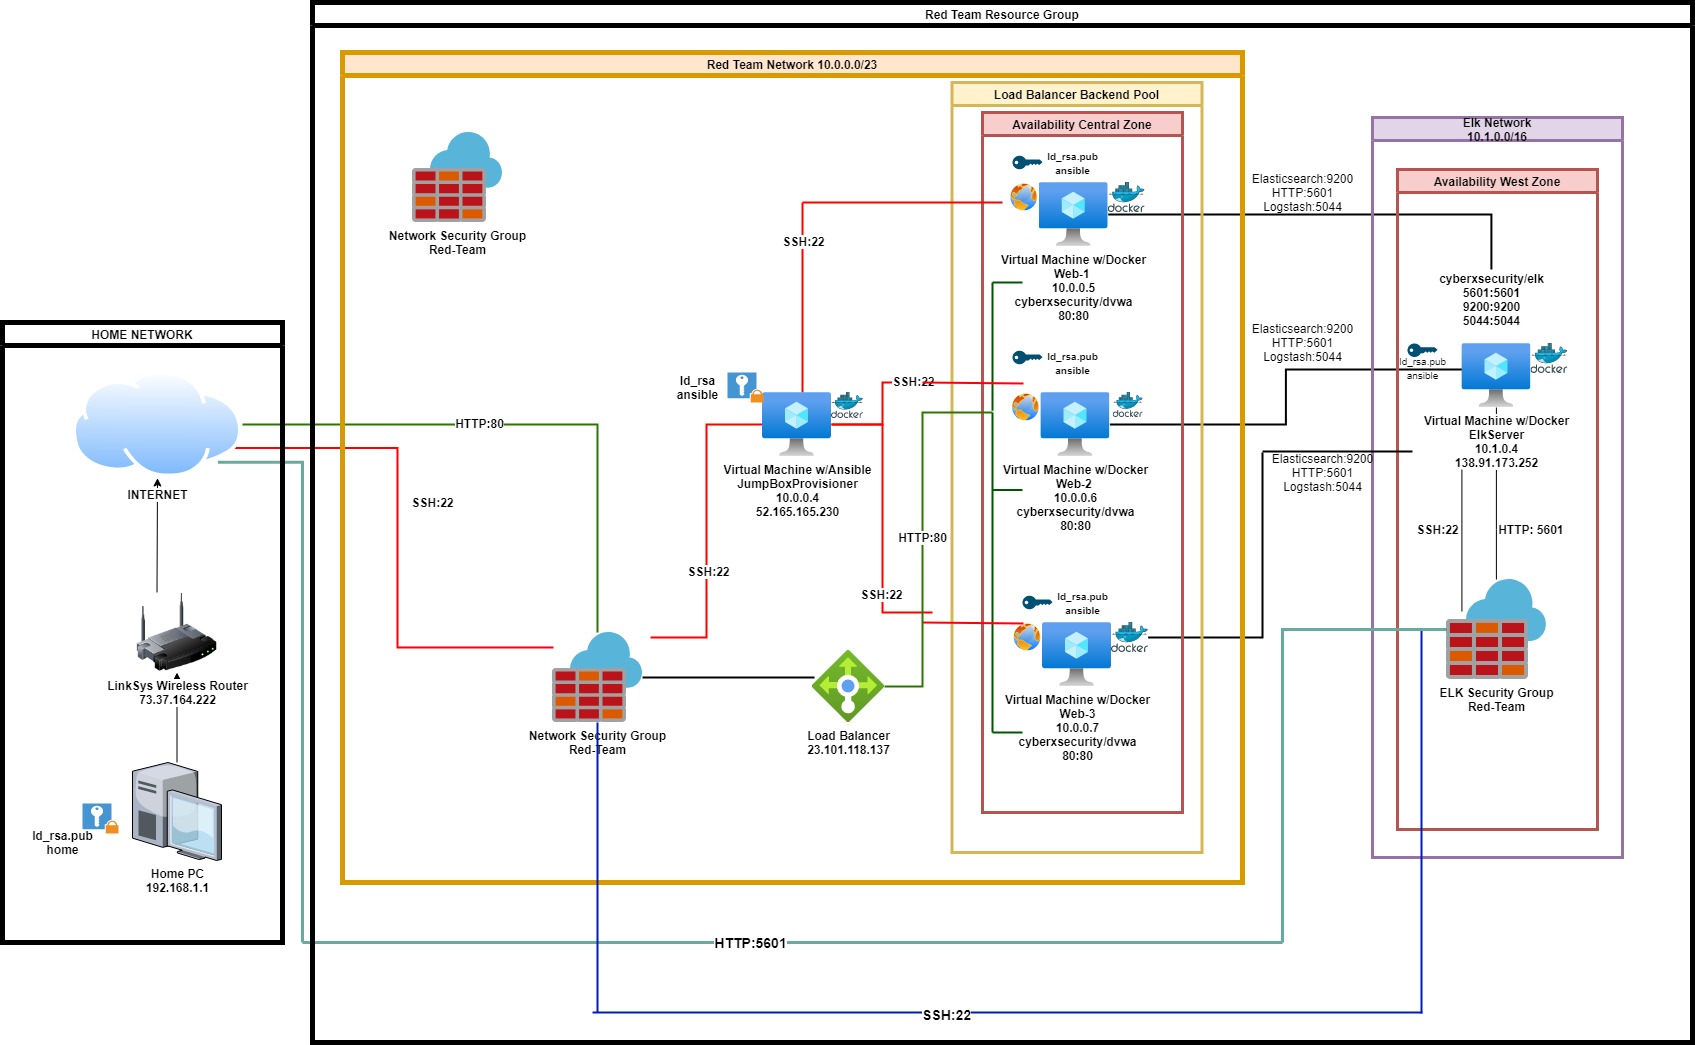 Red Team Resource Group
Red Team Network 10.0.0.0/23
Load Balancer Backend Pool
Availability Central Zone
Elk Network
10.1.0.0/16
Availability West Zone
Network Security Group
Red-Team
Id_rsa.pub
ansible
docker
Virtual Machine w/Docker
Web-1
10.0.0.5
cyberxsecurity/dvwa
80:80
SSH:22
Elasticsearch:9200
HTTP:5601
Logstash:5044
cyberxsecurity/elk
5601:5601
9200:9200
5044:5044
HOME NETWORK
INTERNET
HTTP:80
SSH:22
Id_rsa
ansible
docker
Virtual Machine w/Ansible
JumpBoxProvisioner
10.0.0.4
52.165.165.230
SSH:22
Id_rsa.pub
ansible
docker
Virtual Machine w/Docker
Web-2
10.0.0.6
cyberxsecurity/dvwa
80:80
Elasticsearch:9200
HTTP:5601
Logstash:5044
Id_rsa.pub
ansible
docker
Virtual Machine w/Docker
ElkServer
10.1.0.4
138.91.173.252
Elasticsearch:9200
HTTP:5601
Logstash:5044
SSH:22
HTTP: 5601
HTTP:80
SSH:22
SSH:22
Id_rsa.pub
ansible
docker
Virtual Machine w/Docker
Web-3
10.0.0.7
cyberxsecurity/dvwa
80:80
LinkSys Wireless Router
73.37.164.222
Network Security Group
Red-Team
Load Balancer
23.101.118.137
ELK Security Group
Red-Team
Id_rsa.pub
home
Home PC
192.168.1.1
HTTP:5601
SSH:22